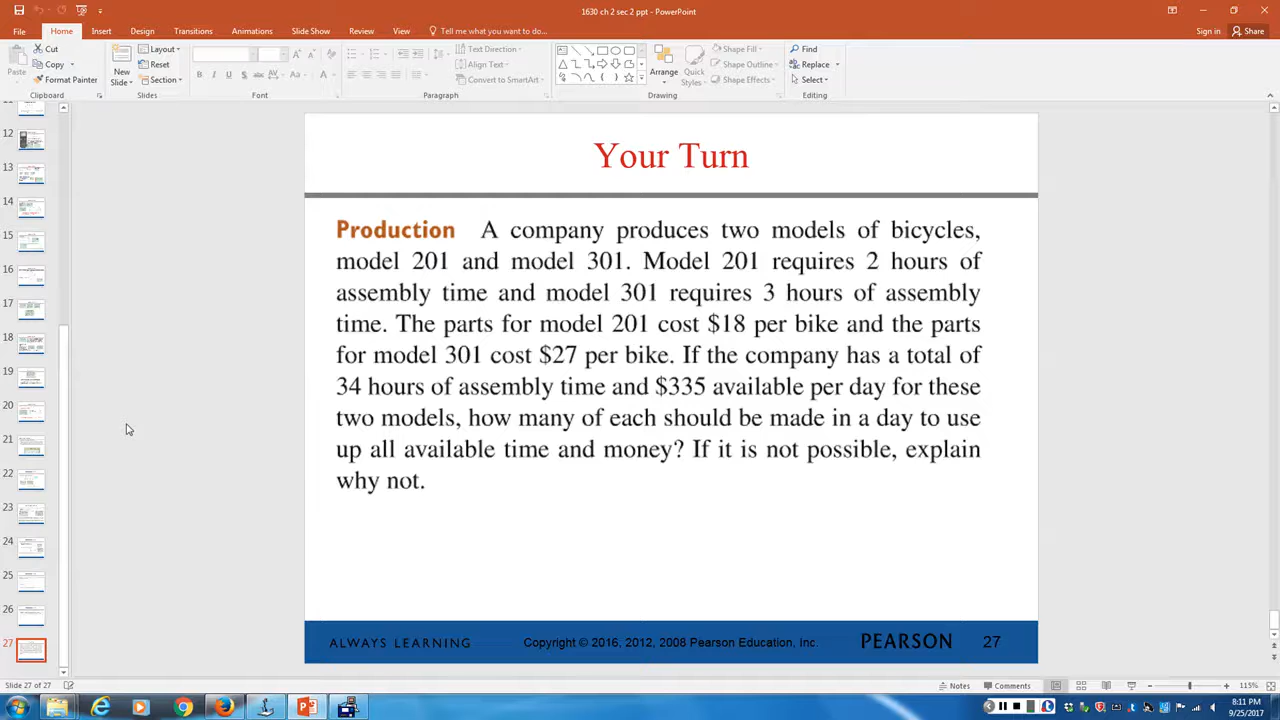 1630 ch 2 sec 2 ppt - PowerPoint
File Home Insert Design Transitions Animations Slide Show Review View Tell me what you want to do... Sign in Share
Cut
Copy
Format Painter
Paste
Clipboard
New Slide
Layout
Reset
Section
Slides
Font
Text Direction
Align Text
Convert to SmartArt
Paragraph
Arrange
Quick Styles
Shape Fill
Shape Outline
Shape Effects
Drawing
Find
Replace
Select
Editing
12
13
14
15
16
17
18
19
20
21
22
23
24
25
26
27
Your Turn
Production A company produces two models of bicycles,
model 201 and model 301. Model 201 requires 2 hours of
assembly time and model 301 requires 3 hours of assembly
time. The parts for model 201 cost $18 per bike and the parts
for model 301 cost $27 per bike. If the company has a total of
34 hours of assembly time and $335 available per day for these
two models, how many of each should be made in a day to use
up all available time and money? If it is not possible, explain
why not.
ALWAYS LEARNING Copyright © 2016, 2012, 2008 Pearson Education, Inc. PEARSON 27
Slide 27 of 27 Notes Comments 115%
8:11 PM
9/25/2017